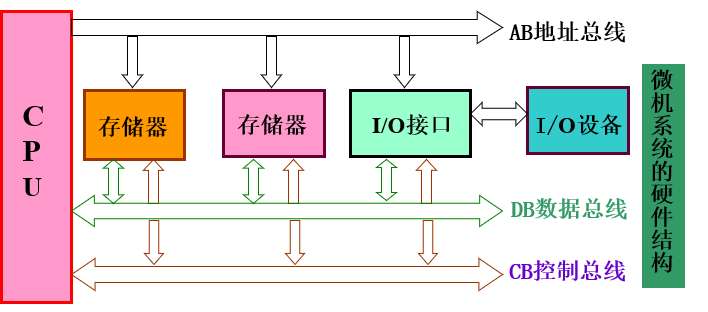 CPU
AB地址总线
存储器
存储器
I/O接口
I/O设备
DB数据总线
CB控制总线
微机系统的硬件结构